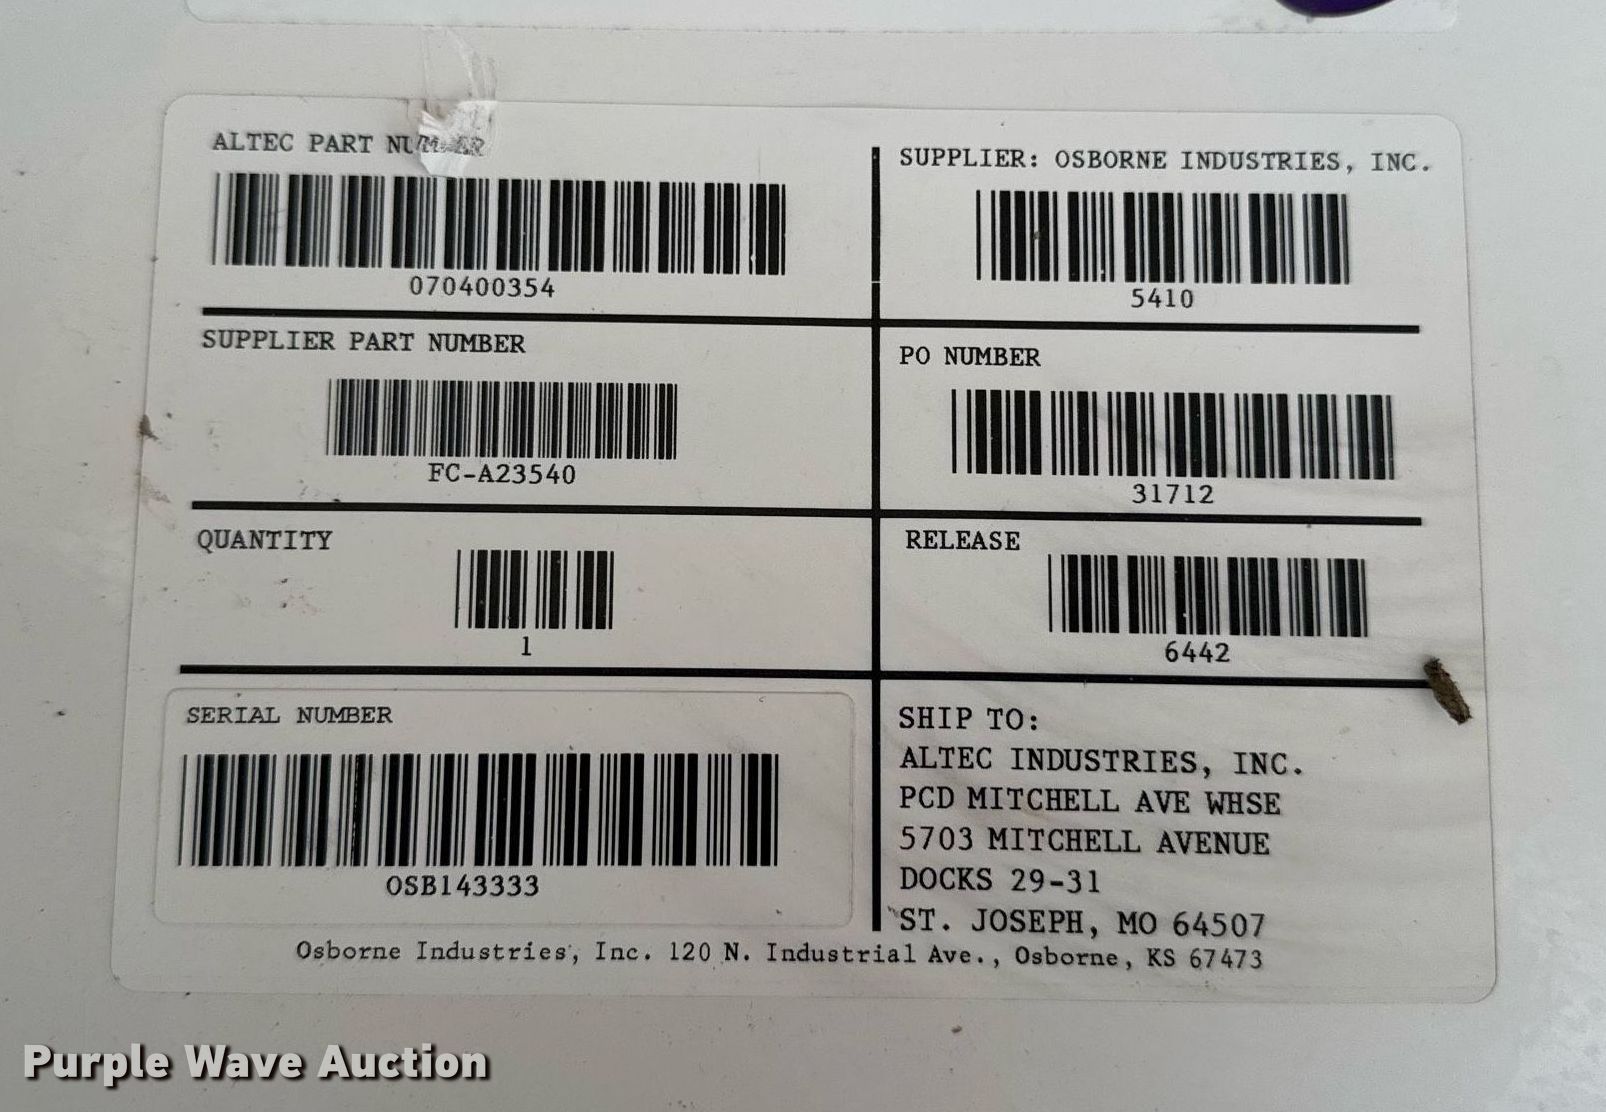 ALTEC PART NUMBER
070400354
SUPPLIER: OSBORNE INDUSTRIES, INC.
5410
SUPPLIER PART NUMBER
FC-A23540
PO NUMBER
31712
QUANTITY
1
RELEASE
6442
SERIAL NUMBER
OSB143333
SHIP TO:
ALTEC INDUSTRIES, INC.
PCD MITCHELL AVE WHSE
5703 MITCHELL AVENUE
DOCKS 29-31
ST. JOSEPH, MO 64507
Osborne Industries, Inc. 120 N. Industrial Ave., Osborne, KS 67473
Purple Wave Auction